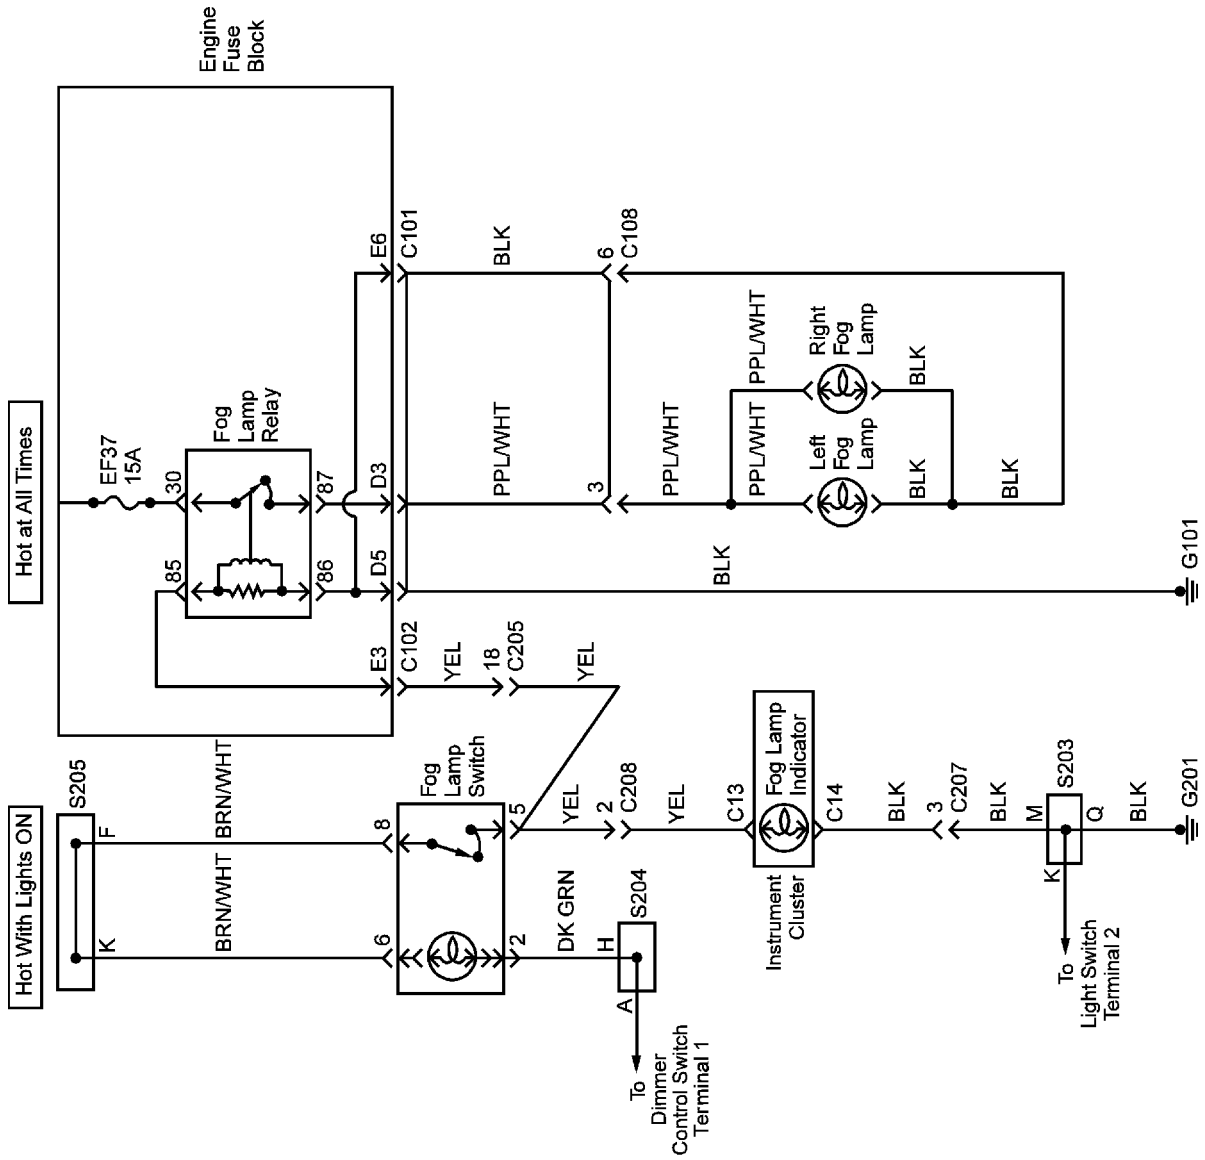 Hot With Lights ON
Hot at All Times
S205
K
F
BRN/WHT
BRN/WHT
Engine
Fuse
Block
EF37
15A
85
30
Fog
Lamp
Relay
86
87
E3
C102
D5
D3
E6
C101
Fog
Lamp
Switch
6
8
2
5
YEL
18
C205
YEL
DK GRN
H
S204
A
To
Dimmer
Control Switch
Terminal 1
YEL
2
C208
YEL
C13
Fog Lamp
Indicator
Instrument
Cluster
C14
BLK
3
C207
BLK
M
S203
K
Q
To
Light Switch
Terminal 2
BLK
G201
PPL/WHT
BLK
3
6
C108
PPL/WHT
PPL/WHT
PPL/WHT
Left
Fog
Lamp
Right
Fog
Lamp
BLK
BLK
BLK
BLK
G101